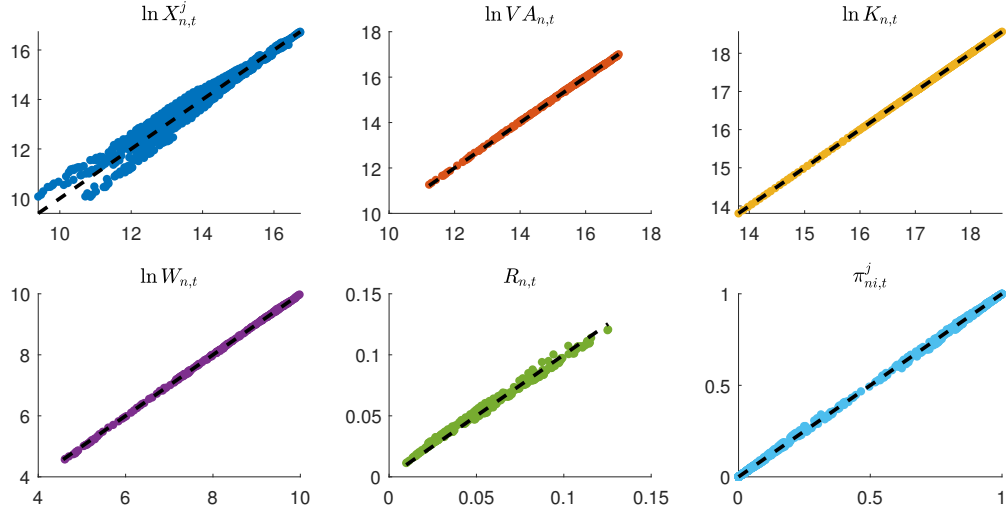 ln X^j_{n,t}
16
14
12
10
10 12 14 16
ln VA_{n,t}
18
16
14
12
10
10 12 14 16 18
ln K_{n,t}
18
17
16
15
14
14 15 16 17 18
ln W_{n,t}
10
8
6
4
4 6 8 10
R_{n,t}
0.15
0.1
0.05
0
0 0.05 0.1 0.15
π^j_{ni,t}
1
0.5
0
0 0.5 1